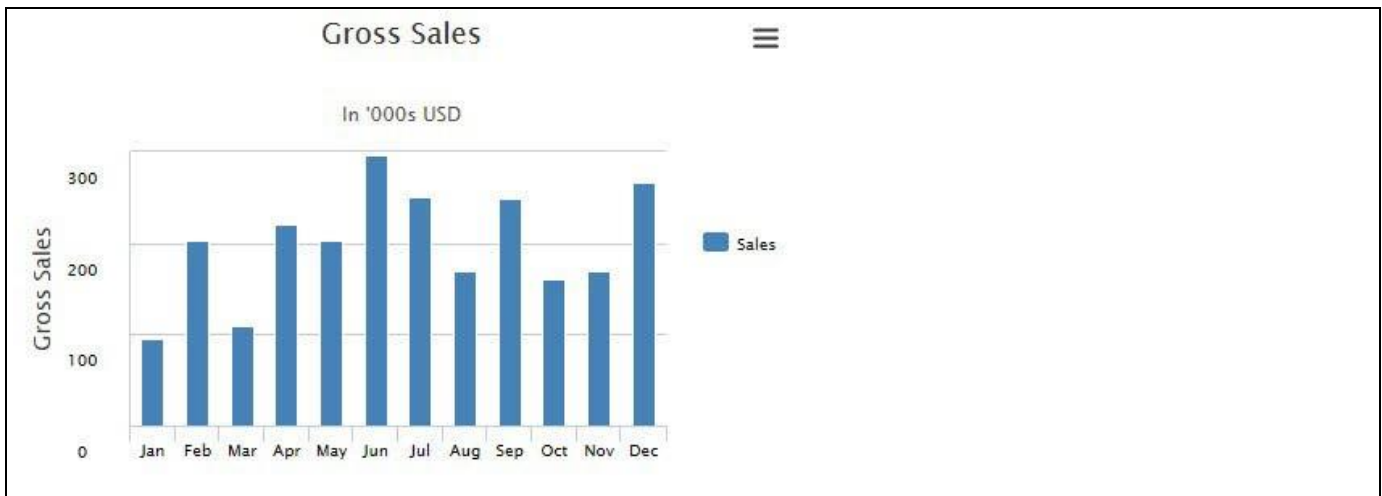 Gross Sales
In '000s USD
300
200
100
0
Gross Sales
Jan Feb Mar Apr May Jun Jul Aug Sep Oct Nov Dec
Sales